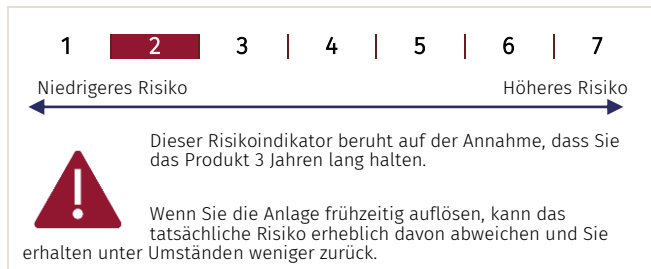 1 2 3 4 5 6 7
Niedrigeres Risiko Höheres Risiko
Dieser Risikoindikator beruht auf der Annahme, dass Sie
das Produkt 3 Jahren lang halten.
Wenn Sie die Anlage frühzeitig auflösen, kann das
tatsächliche Risiko erheblich davon abweichen und Sie
erhalten unter Umständen weniger zurück.